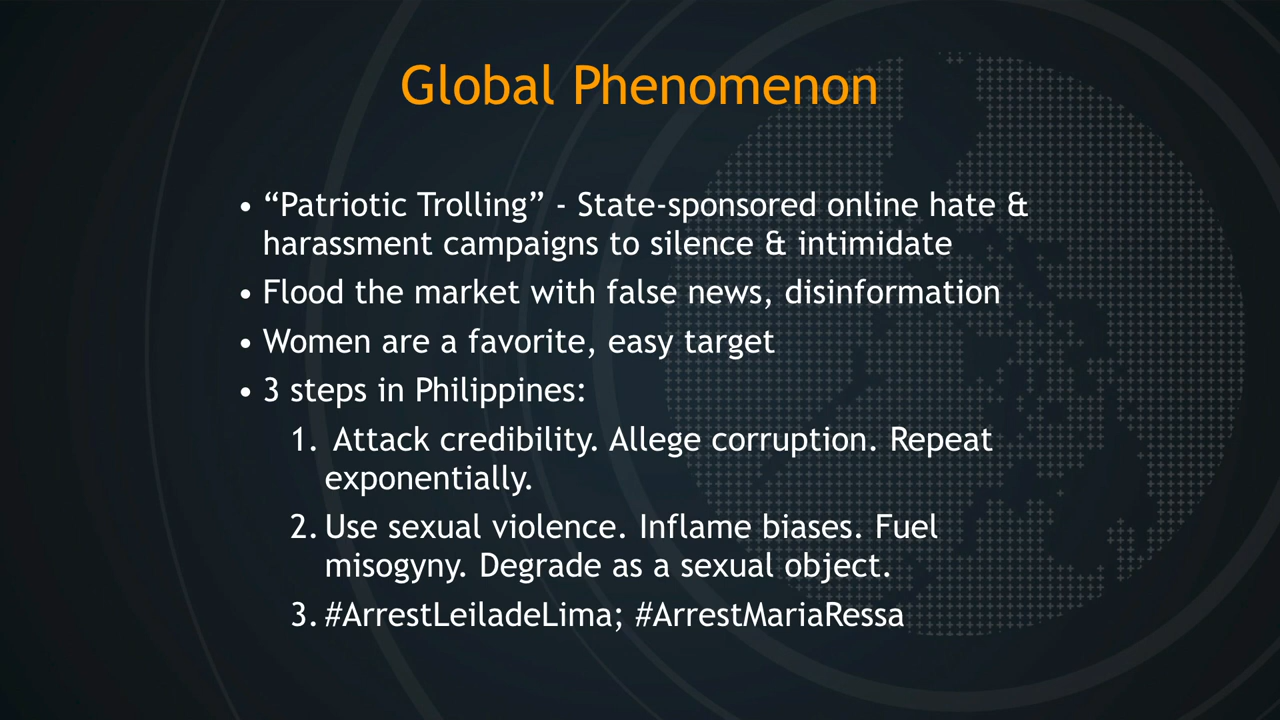 Global Phenomenon
• “Patriotic Trolling” - State-sponsored online hate &
harassment campaigns to silence & intimidate
• Flood the market with false news, disinformation
• Women are a favorite, easy target
• 3 steps in Philippines:
1. Attack credibility. Allege corruption. Repeat
exponentially.
2. Use sexual violence. Inflame biases. Fuel
misogyny. Degrade as a sexual object.
3. #ArrestLeiladeLima; #ArrestMariaRessa